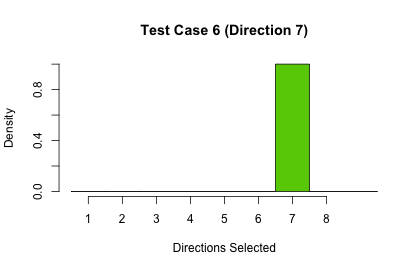 Test Case 6 (Direction 7)
Density
0.8
0.4
0.0
1 2 3 4 5 6 7 8
Directions Selected